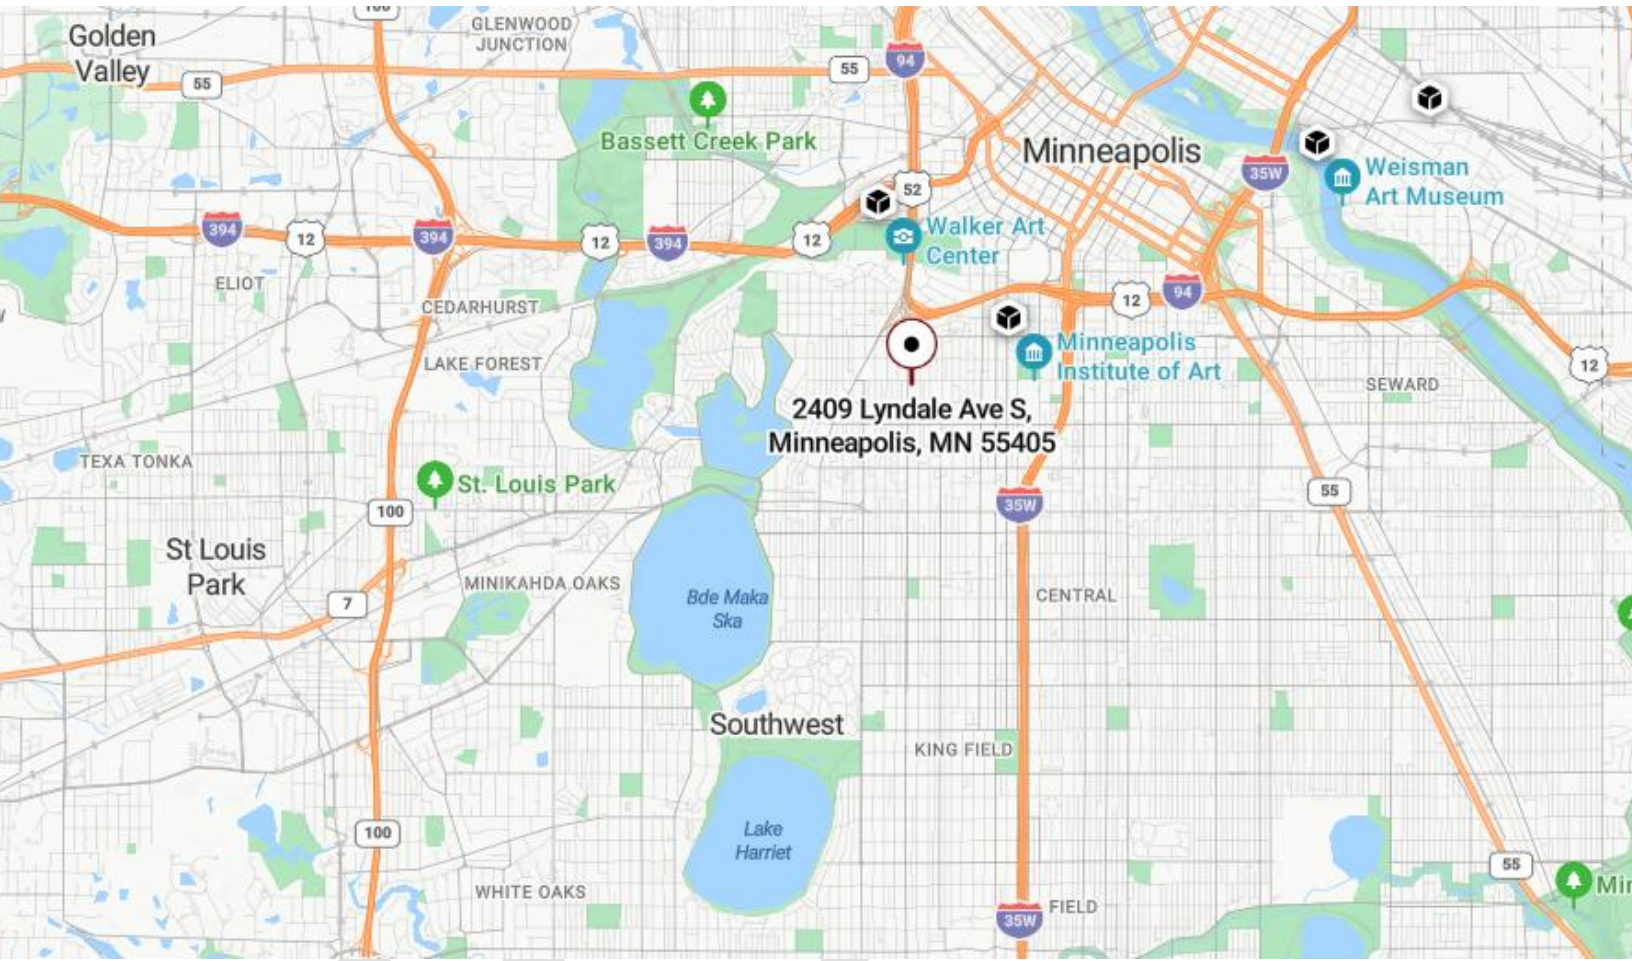 100
GLENWOOD
JUNCTION
Golden
Valley
55
55
94
Bassett Creek Park
Minneapolis
35W
Weisman
Art Museum
52
394
12
394
12
394
12
Walker Art
Center
ELIOT
CEDARHURST
12
94
LAKE FOREST
Minneapolis
Institute of Art
12
SEWARD
2409 Lyndale Ave S,
Minneapolis, MN 55405
TEXA TONKA
St. Louis Park
100
35W
55
St Louis
Park
MINIKAHDA OAKS
7
Bde Maka
Ska
CENTRAL
Southwest
KING FIELD
Lake
Harriet
100
55
WHITE OAKS
35W
FIELD